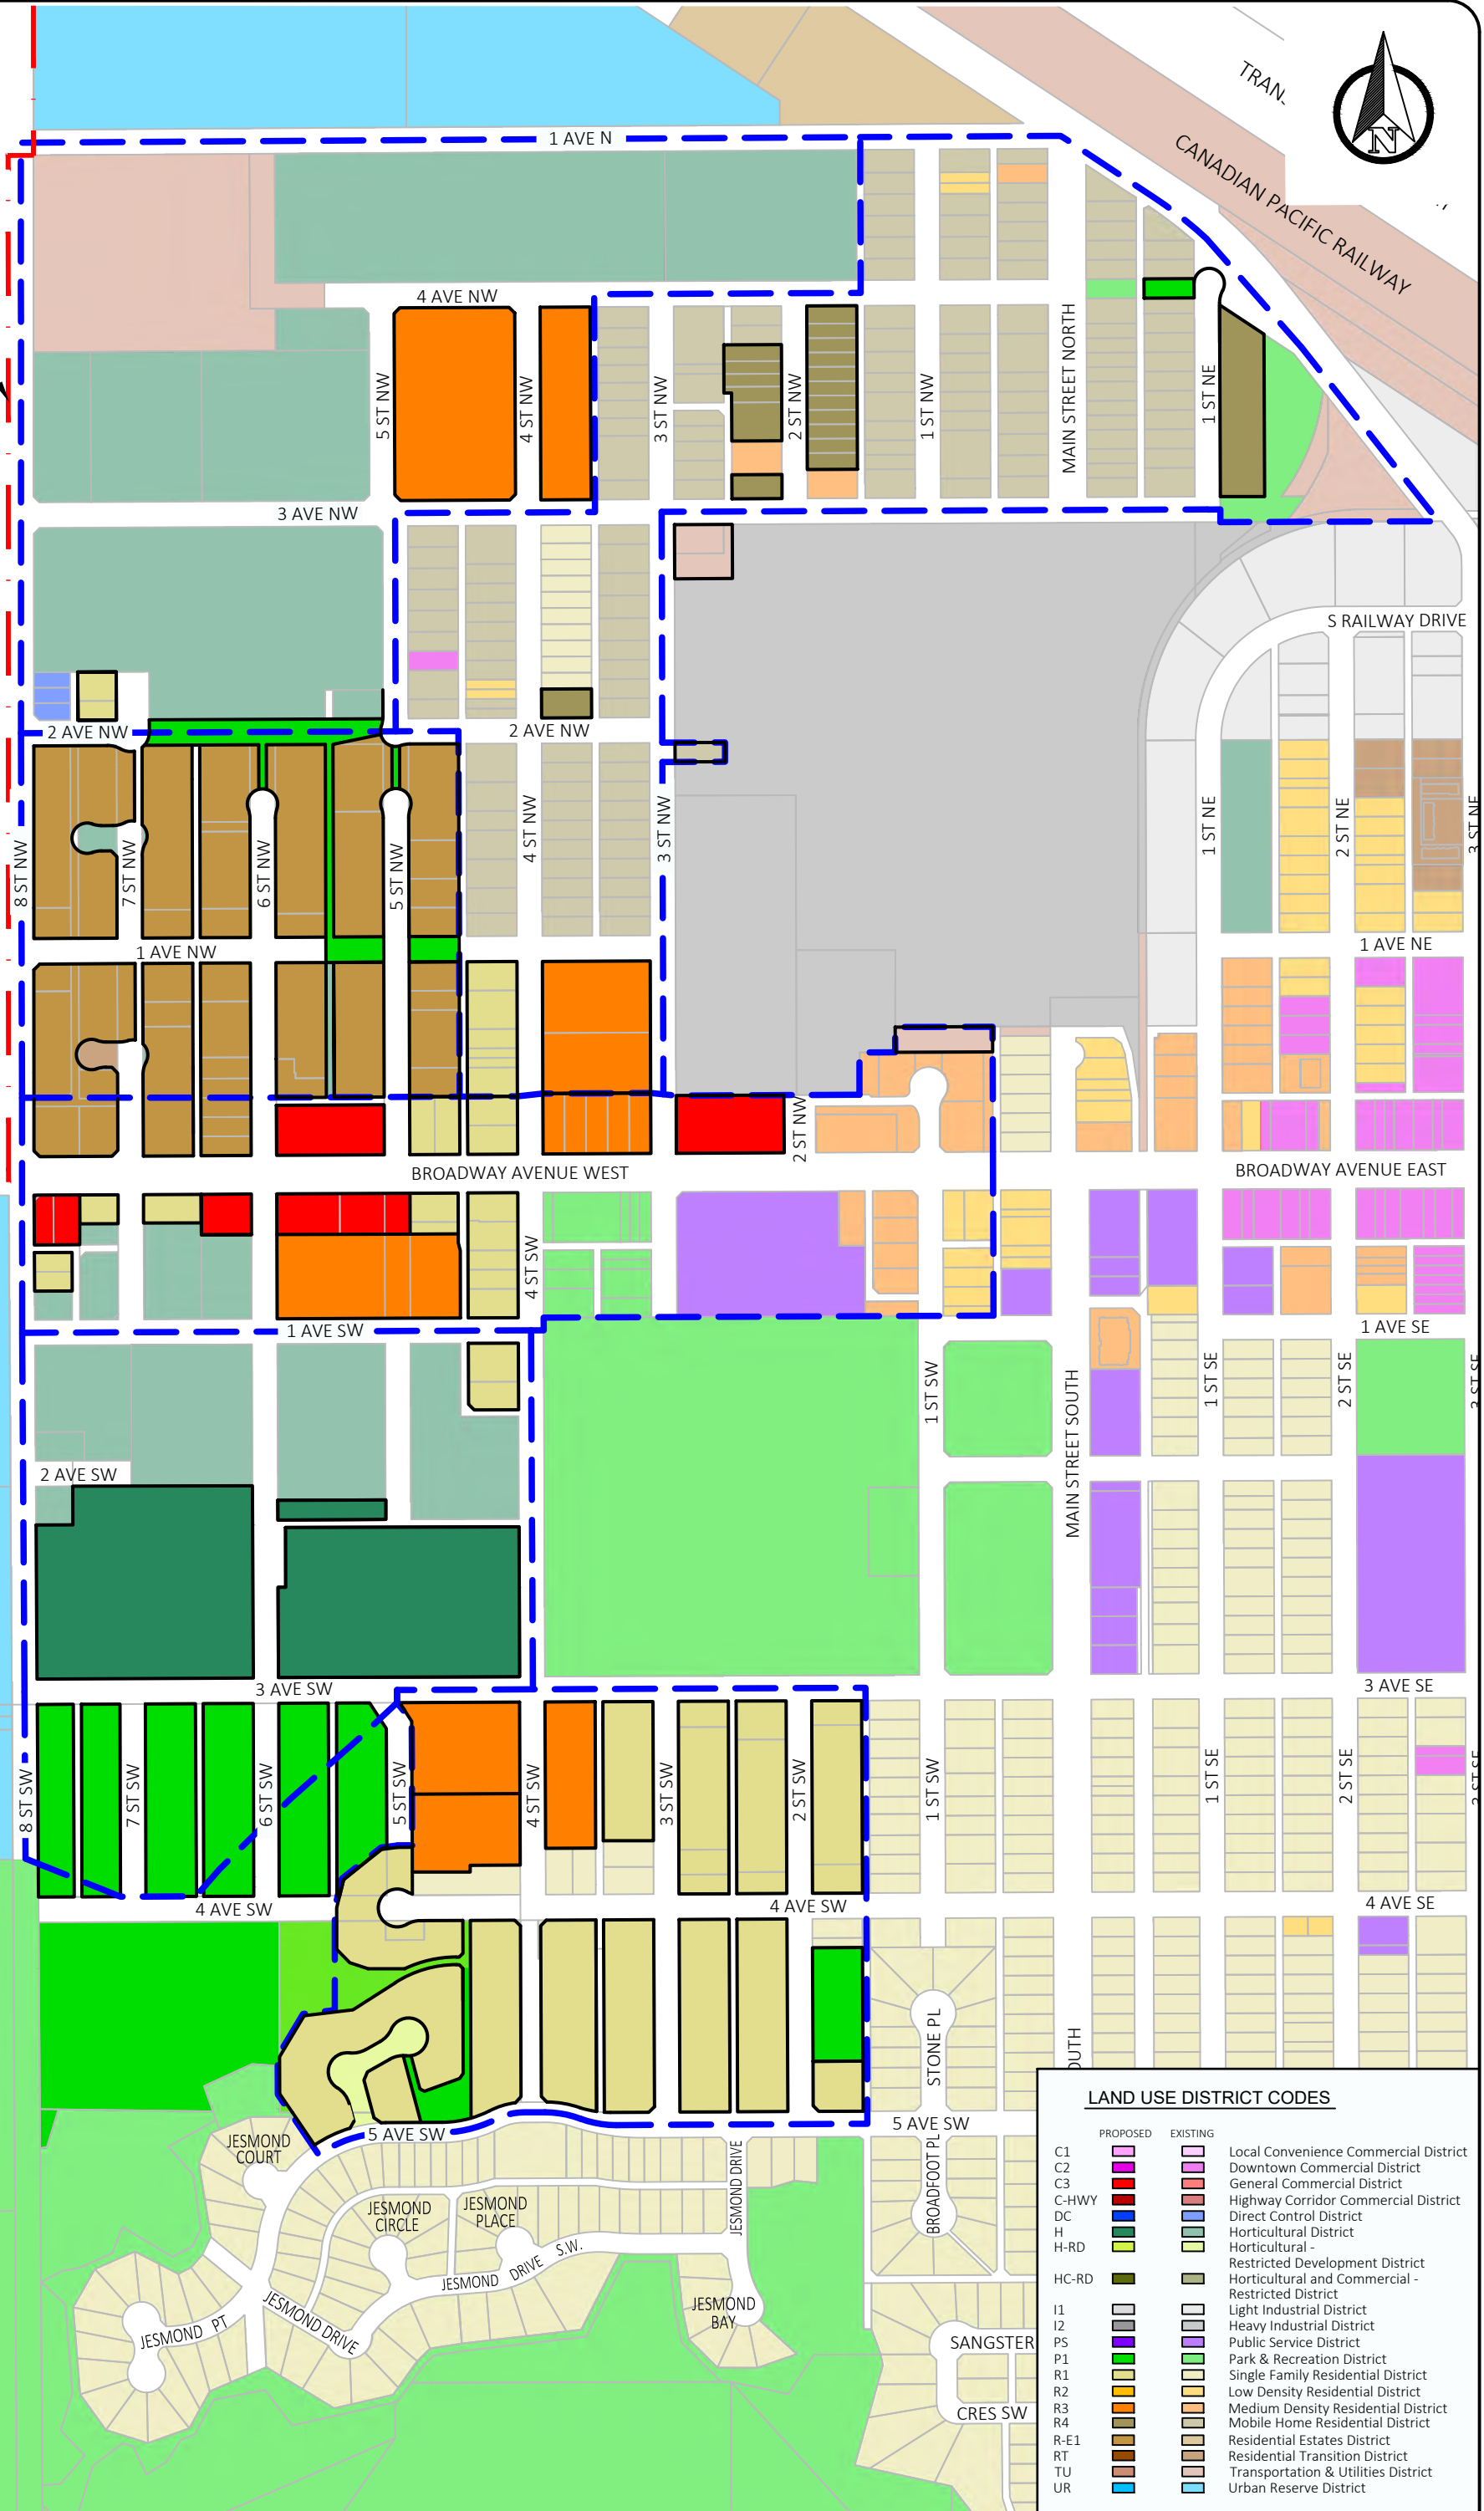 TRAN
N
1 AVE N
CANADIAN PACIFIC RAILWAY
4 AVE NW
5 ST NW
4 ST NW
3 ST NW
2 ST NW
1 ST NW
MAIN STREET NORTH
1 ST NE
3 AVE NW
S RAILWAY DRIVE
2 AVE NW
2 AVE NW
8 ST NW
7 ST NW
6 ST NW
5 ST NW
4 ST NW
3 ST NW
1 ST NE
2 ST NE
3 ST NE
1 AVE NW
1 AVE NE
2 ST NW
BROADWAY AVENUE WEST
BROADWAY AVENUE EAST
4 ST SW
1 AVE SW
1 AVE SE
1 ST SW
MAIN STREET SOUTH
1 ST SE
2 ST SE
3 ST SE
2 AVE SW
3 AVE SW
3 AVE SE
8 ST SW
7 ST SW
6 ST SW
5 ST SW
4 ST SW
3 ST SW
2 ST SW
1 ST SW
1 ST SE
2 ST SE
3 ST SE
4 AVE SW
4 AVE SW
4 AVE SE
STONE PL
OUTH
5 AVE SW
5 AVE SW
JESMOND
COURT
JESMOND
CIRCLE
JESMOND
PLACE
JESMOND DRIVE
BROADFOOT PL
JESMOND DRIVE S.W.
JESMOND PT
JESMOND DRIVE
JESMOND
BAY
SANGSTER
CRES SW
LAND USE DISTRICT CODES
PROPOSED EXISTING
C1 Local Convenience Commercial District
C2 Downtown Commercial District
C3 General Commercial District
C-HWY Highway Corridor Commercial District
DC Direct Control District
H Horticultural District
H-RD Horticultural -
Restricted Development District
HC-RD Horticultural and Commercial -
Restricted District
I1 Light Industrial District
I2 Heavy Industrial District
PS Public Service District
P1 Park & Recreation District
R1 Single Family Residential District
R2 Low Density Residential District
R3 Medium Density Residential District
R4 Mobile Home Residential District
R-E1 Residential Estates District
RT Residential Transition District
TU Transportation & Utilities District
UR Urban Reserve District